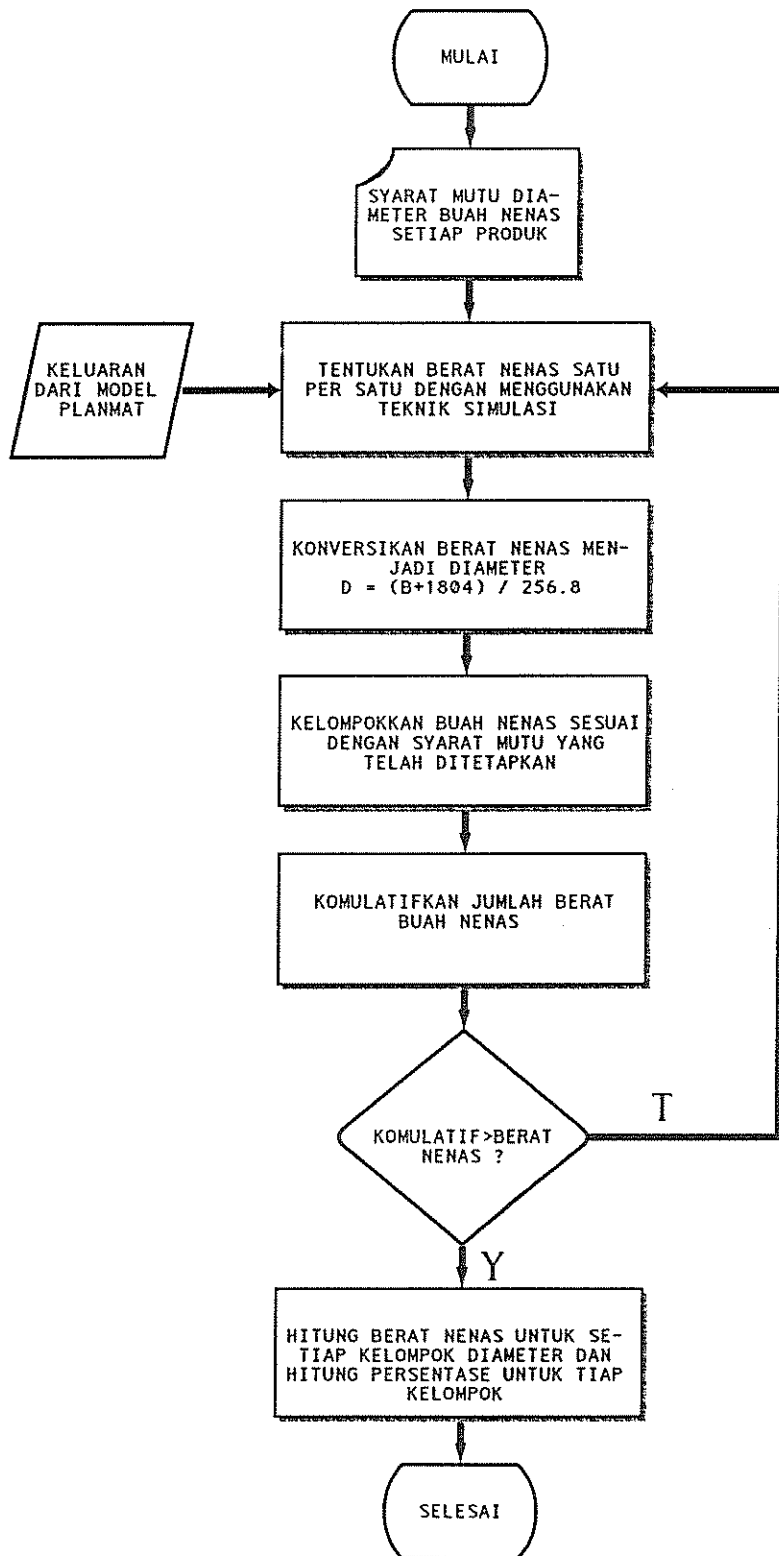 MULAI
SYARAT MUTU DIA-
METER BUAH NENAS
SETIAP PRODUK
KELUARAN
DARI MODEL
PLANMAT
TENTUKAN BERAT NENAS SATU
PER SATU DENGAN MENGGUNAKAN
TEKNIK SIMULASI
KONVERSIKAN BERAT NENAS MEN-
JADI DIAMETER
D = (B+1804) / 256.8
KELOMPOKKAN BUAH NENAS SESUAI
DENGAN SYARAT MUTU YANG
TELAH DITETAPKAN
KOMULATIFKAN JUMLAH BERAT
BUAH NENAS
KOMULATIF>BERAT
NENAS ?
T
Y
HITUNG BERAT NENAS UNTUK SE-
TIAP KELOMPOK DIAMETER DAN
HITUNG PERSENTASE UNTUK TIAP
KELOMPOK
SELESAI